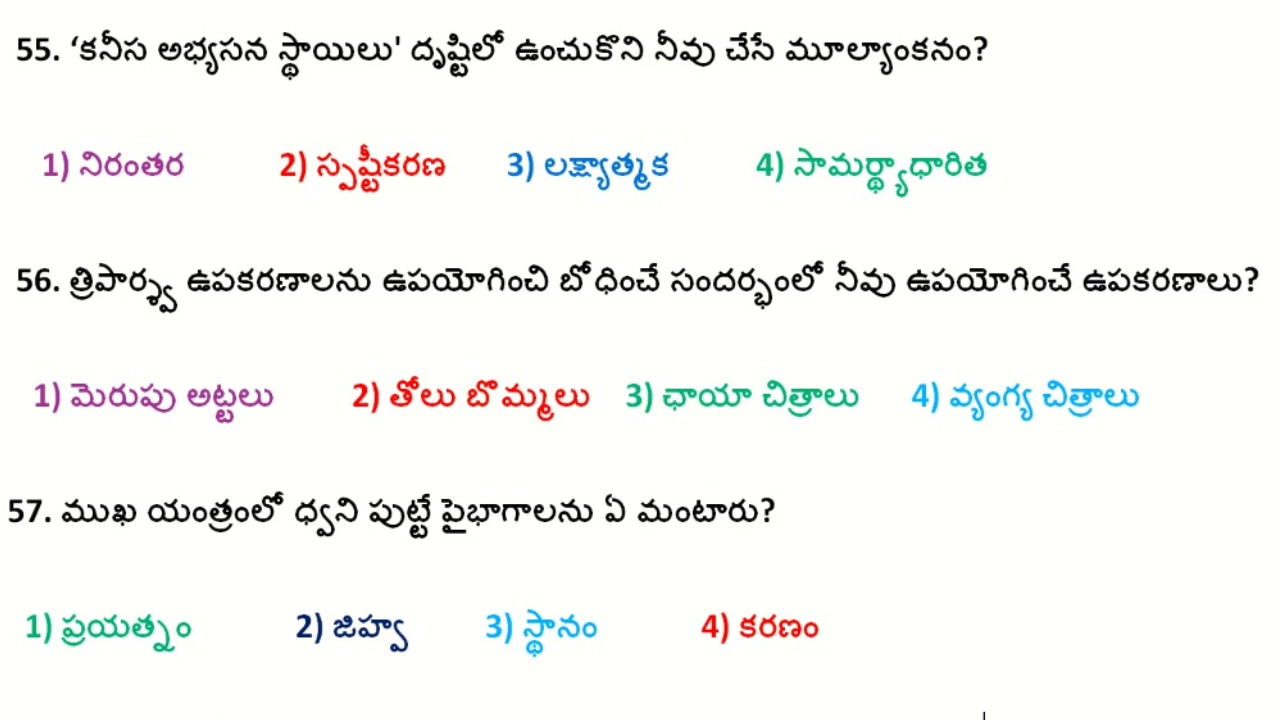 55. ‘కనీస అభ్యసన స్థాయిలు' దృష్టిలో ఉంచుకొని నీవు చేసే మూల్యాంకనం?
1) నిరంతర 2) స్పష్టీకరణ 3) లక్ష్యాత్మక 4) సామర్థ్యాధారిత
56. త్రిపార్శ్వ ఉపకరణాలను ఉపయోగించి బోధించే సందర్భంలో నీవు ఉపయోగించే ఉపకరణాలు?
1) మెరుపు అట్టలు 2) తోలు బొమ్మలు 3) ఛాయా చిత్రాలు 4) వ్యంగ్య చిత్రాలు
57. ముఖ యంత్రంలో ధ్వని పుట్టే పైభాగాలను ఏ మంటారు?
1) ప్రయత్నం 2) జిహ్వ 3) స్థానం 4) కరణం